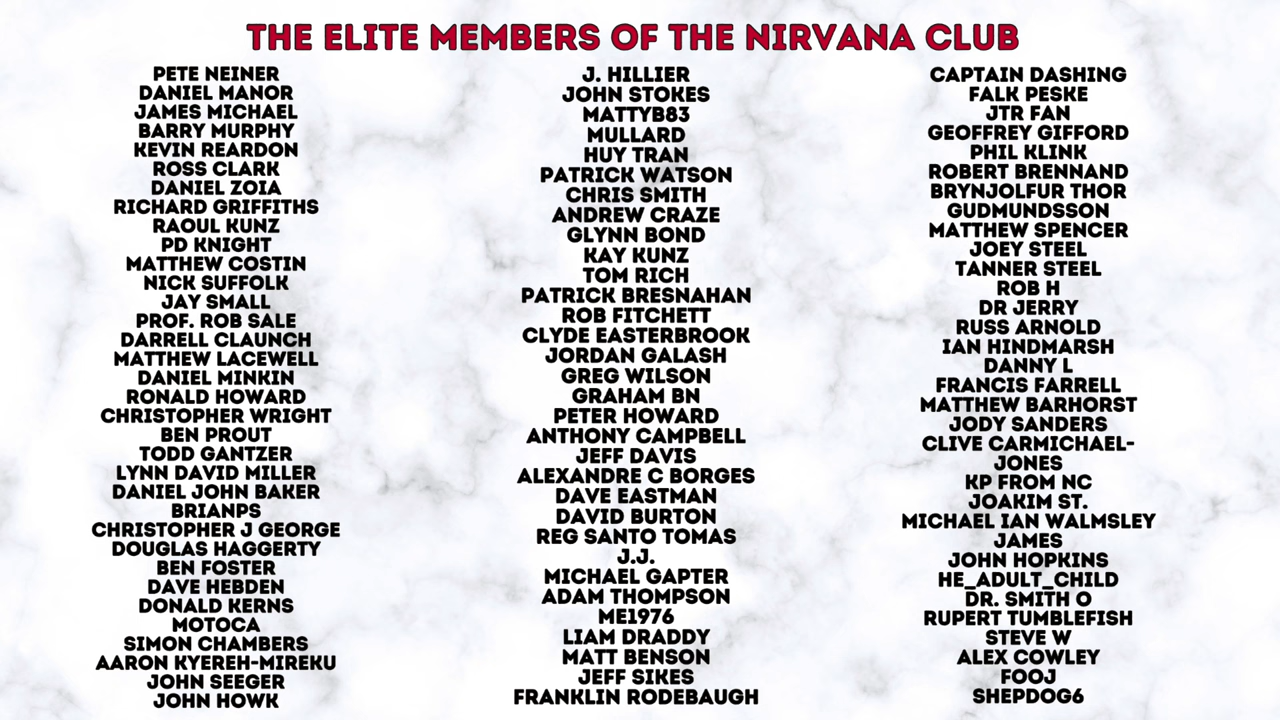 THE ELITE MEMBERS OF THE NIRVANA CLUB
PETE NEINER
DANIEL MANOR
JAMES MICHAEL
BARRY MURPHY
KEVIN REARDON
ROSS CLARK
DANIEL ZOIA
RICHARD GRIFFITHS
RAOUL KUNZ
PD KNIGHT
MATTHEW COSTIN
NICK SUFFOLK
JAY SMALL
PROF. ROB SALE
DARRELL CLAUNCH
MATTHEW LACEWELL
DANIEL MINKIN
RONALD HOWARD
CHRISTOPHER WRIGHT
BEN PROUT
TODD GANTZER
LYNN DAVID MILLER
DANIEL JOHN BAKER
BRIANPS
CHRISTOPHER J GEORGE
DOUGLAS HAGGERTY
BEN FOSTER
DAVE HEBDEN
DONALD KERNS
MOTOCA
SIMON CHAMBERS
AARON KYEREH-MIREKU
JOHN SEEGER
JOHN HOWK
J. HILLIER
JOHN STOKES
MATTYB83
MULLARD
HUY TRAN
PATRICK WATSON
CHRIS SMITH
ANDREW CRAZE
GLYNN BOND
KAY KUNZ
TOM RICH
PATRICK BRESNAHAN
ROB FITCHETT
CLYDE EASTERBROOK
JORDAN GALASH
GREG WILSON
GRAHAM BN
PETER HOWARD
ANTHONY CAMPBELL
JEFF DAVIS
ALEXANDRE C BORGES
DAVE EASTMAN
DAVID BURTON
REG SANTO TOMAS
J.J.
MICHAEL GAPTER
ADAM THOMPSON
ME1976
LIAM DRADDY
MATT BENSON
JEFF SIKES
FRANKLIN RODEBAUGH
CAPTAIN DASHING
FALK PESKE
JTR FAN
GEOFFREY GIFFORD
PHIL KLINK
ROBERT BRENNAND
BRYNJOLFUR THOR
GUDMUNDSSON
MATTHEW SPENCER
JOEY STEEL
TANNER STEEL
ROB H
DR JERRY
RUSS ARNOLD
IAN HINDMARSH
DANNY L
FRANCIS FARRELL
MATTHEW BARHORST
JODY SANDERS
CLIVE CARMICHAEL-
JONES
KP FROM NC
JOAKIM ST.
MICHAEL IAN WALMSLEY
JAMES
JOHN HOPKINS
HE_ADULT_CHILD
DR. SMITH O
RUPERT TUMBLEFISH
STEVE W
ALEX COWLEY
FOOJ
SHEPDOG6